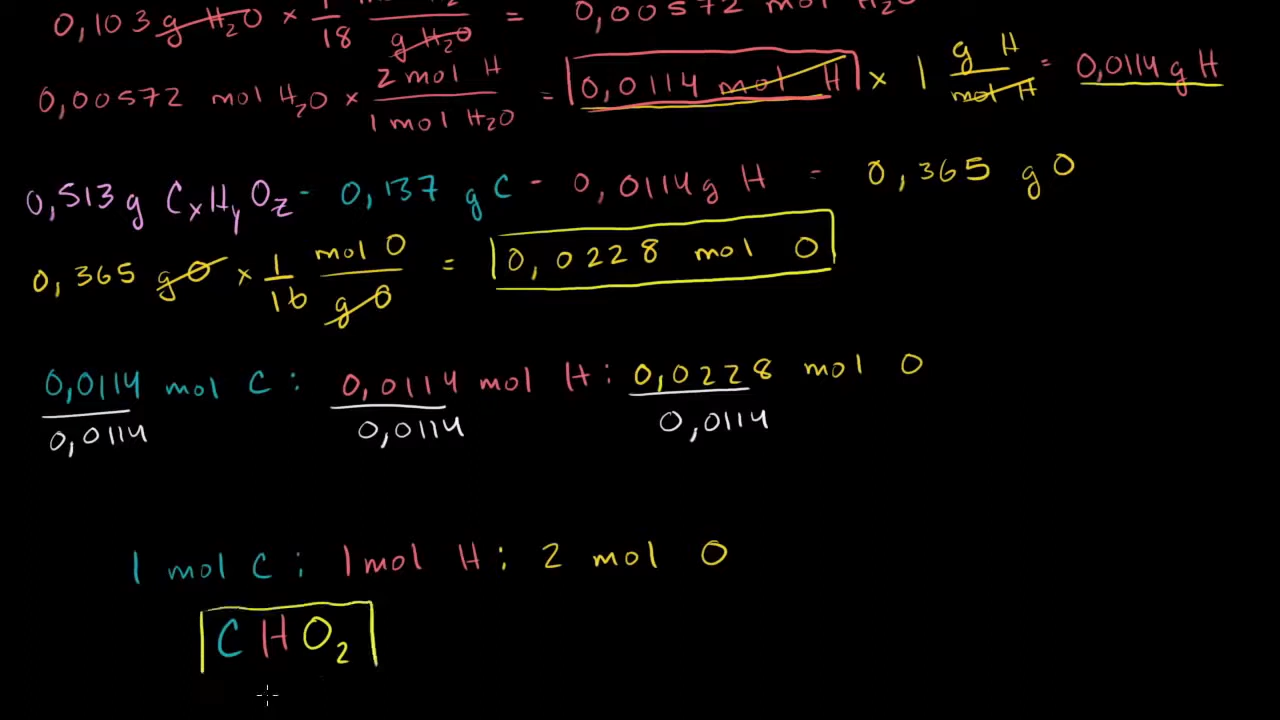 0,103 g H₂O × 1/18 g H₂O = 0,00572 mol H₂O
0,00572 mol H₂O × 2 mol H / 1 mol H₂O = 0,0114 mol H × 1 g H / mol H = 0,0114 g H
0,513 g CxHyOz - 0,137 g C - 0,0114 g H = 0,365 g O
0,365 g O × 1/16 mol O / g O = 0,0228 mol O
0,0114 mol C : 0,0114 mol H : 0,0228 mol O
0,0114 0,0114 0,0114
1 mol C : 1 mol H : 2 mol O
CHO₂